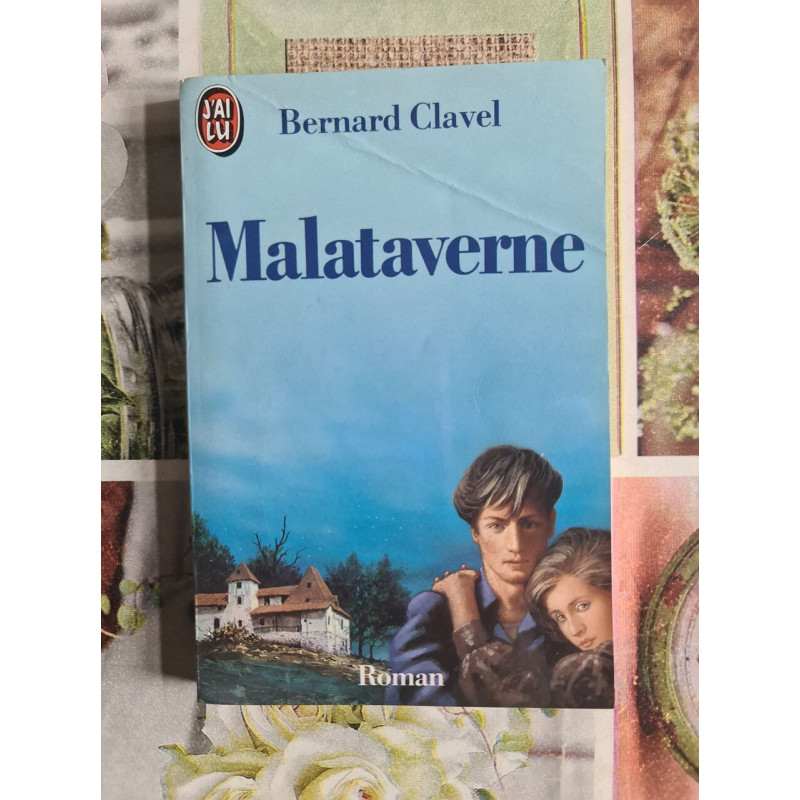 J'AI
LU
Bernard Clavel
Malataverne
Roman